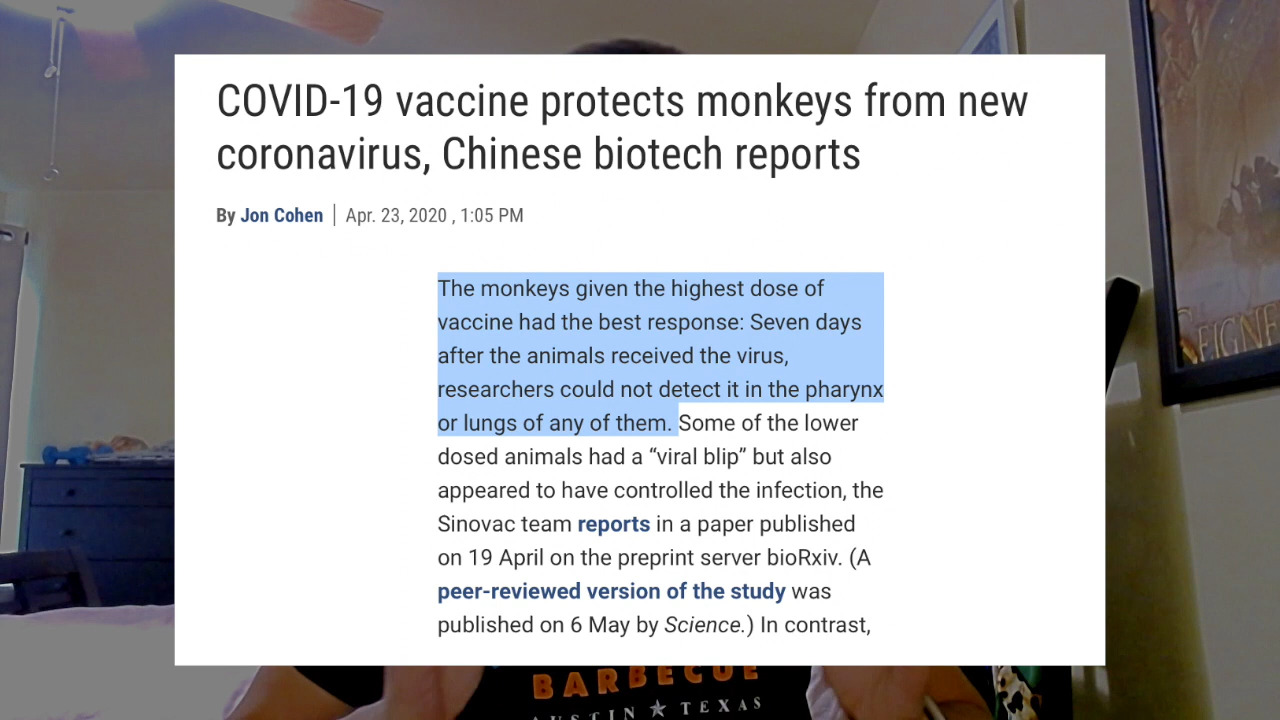 COVID-19 vaccine protects monkeys from new
coronavirus, Chinese biotech reports
By Jon Cohen | Apr. 23, 2020 , 1:05 PM
The monkeys given the highest dose of
vaccine had the best response: Seven days
after the animals received the virus,
researchers could not detect it in the pharynx
or lungs of any of them. Some of the lower
dosed animals had a “viral blip” but also
appeared to have controlled the infection, the
Sinovac team reports in a paper published
on 19 April on the preprint server bioRxiv. (A
peer-reviewed version of the study was
published on 6 May by Science.) In contrast,
BARBECUE
AUSTIN ★ TEXAS